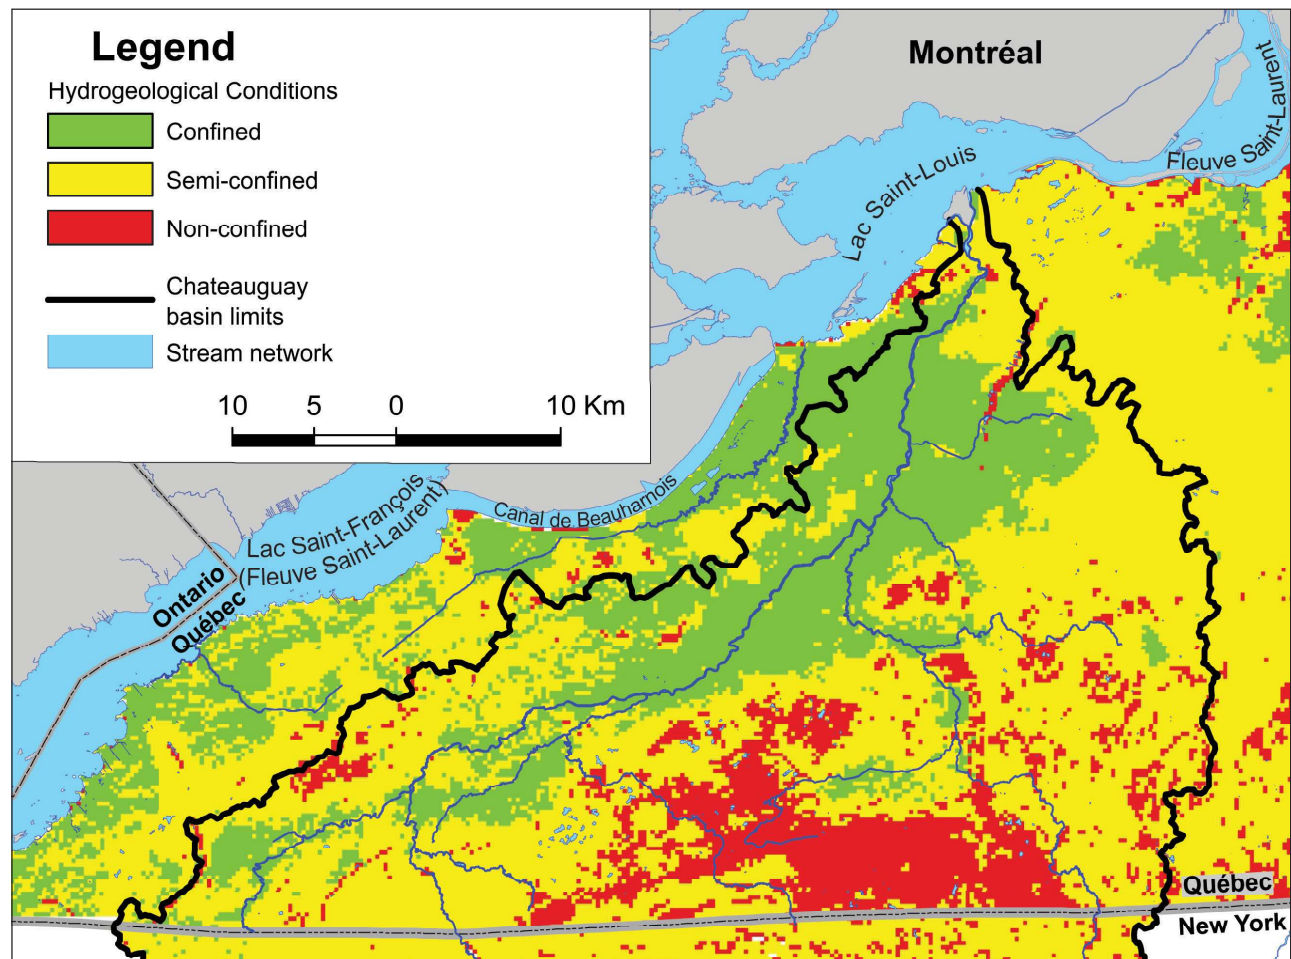 Legend
Hydrogeological Conditions
Confined
Semi-confined
Non-confined
Chateauguay
basin limits
Stream network
10 5 0 10 Km
Montréal
Fleuve Saint-Laurent
Lac Saint-Louis
Canal de Beauharnois
Lac Saint-François
(Fleuve Saint-Laurent)
Ontario
Québec
Québec
New York